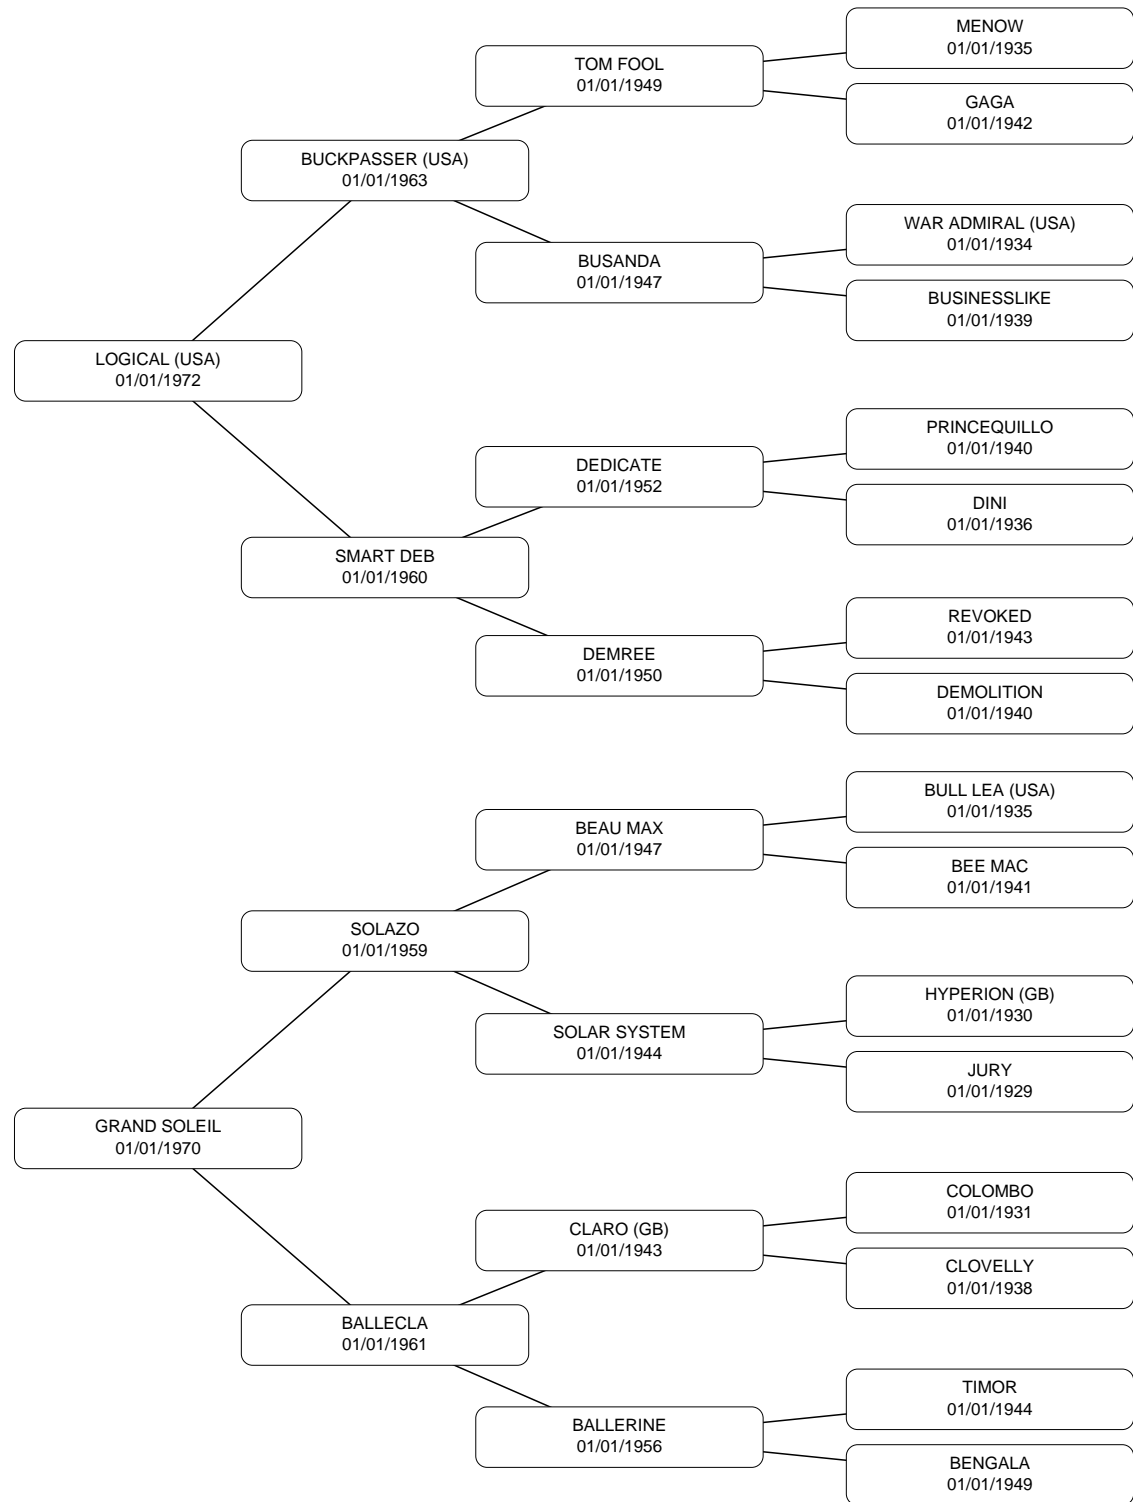 MENOW
01/01/1935
TOM FOOL
01/01/1949
GAGA
01/01/1942
BUCKPASSER (USA)
01/01/1963
WAR ADMIRAL (USA)
01/01/1934
BUSANDA
01/01/1947
BUSINESSLIKE
01/01/1939
LOGICAL (USA)
01/01/1972
PRINCEQUILLO
01/01/1940
DEDICATE
01/01/1952
DINI
01/01/1936
SMART DEB
01/01/1960
REVOKED
01/01/1943
DEMREE
01/01/1950
DEMOLITION
01/01/1940
BULL LEA (USA)
01/01/1935
BEAU MAX
01/01/1947
BEE MAC
01/01/1941
SOLAZO
01/01/1959
HYPERION (GB)
01/01/1930
SOLAR SYSTEM
01/01/1944
JURY
01/01/1929
GRAND SOLEIL
01/01/1970
COLOMBO
01/01/1931
CLARO (GB)
01/01/1943
CLOVELLY
01/01/1938
BALLECLA
01/01/1961
TIMOR
01/01/1944
BALLERINE
01/01/1956
BENGALA
01/01/1949